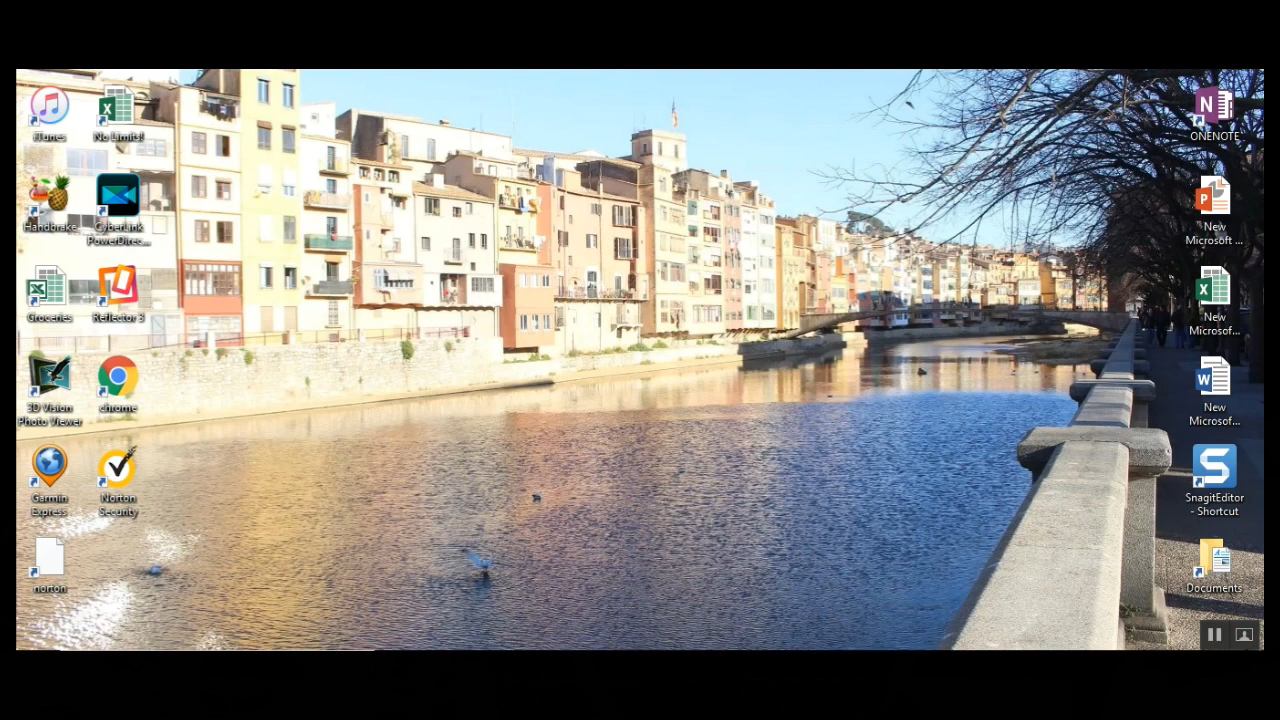 iTunes
No Limits!
Handbrake
CyberLink
PowerDirec...
Groceries
Reflector 3
3D Vision
Photo Viewer
chrome
Garmin
Express
Norton
Security
norton
ONENOTE
New
Microsoft ...
New
Microsof...
New
Microsof...
SnagitEditor
- Shortcut
Documents